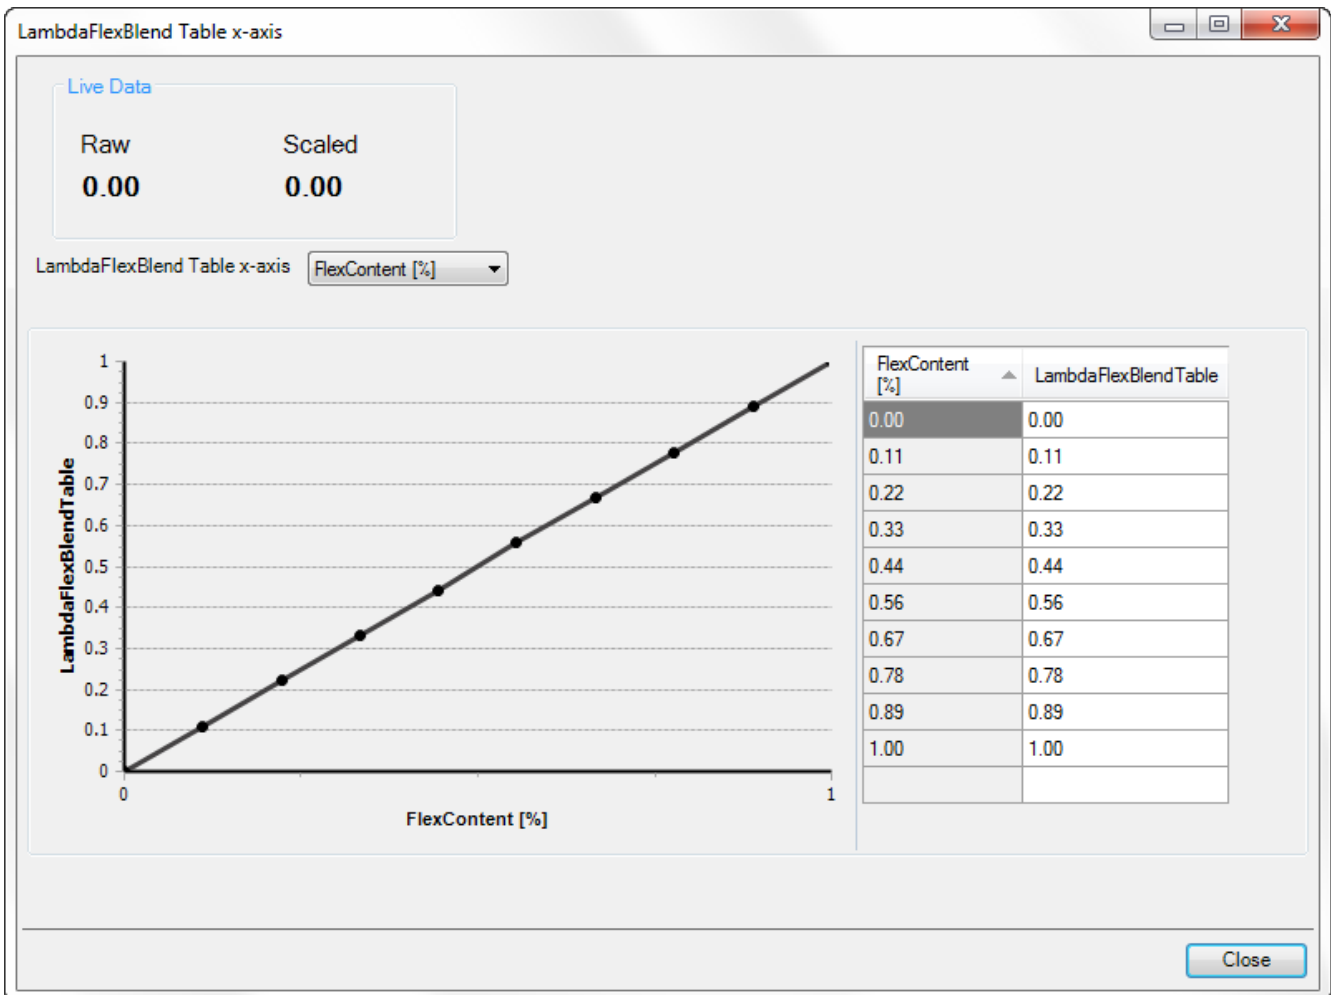 LambdaFlexBlend Table x-axis
Live Data
Raw Scaled
0.00 0.00
LambdaFlexBlend Table x-axis FlexContent [%]
LambdaFlexBlendTable
1
0.9
0.8
0.7
0.6
0.5
0.4
0.3
0.2
0.1
0
0 1
FlexContent [%]
FlexContent
[%] LambdaFlexBlendTable
0.00 0.00
0.11 0.11
0.22 0.22
0.33 0.33
0.44 0.44
0.56 0.56
0.67 0.67
0.78 0.78
0.89 0.89
1.00 1.00
Close